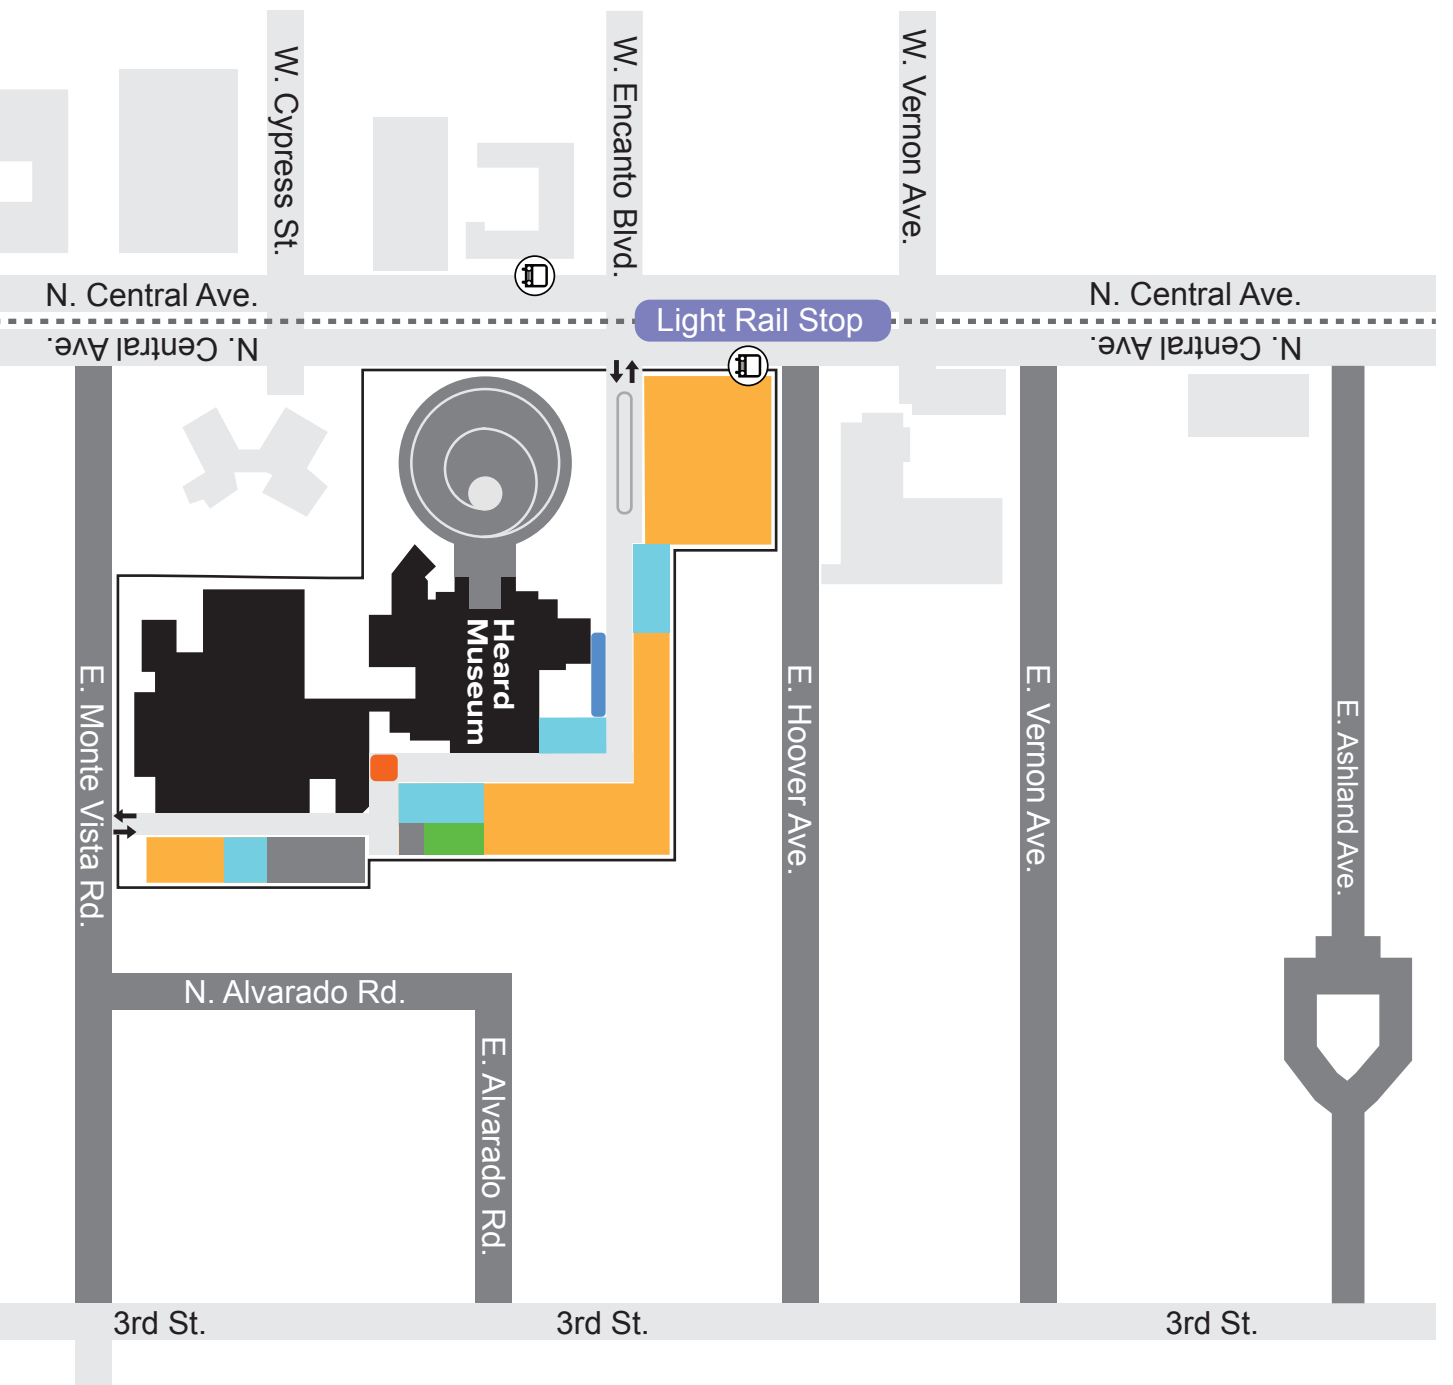 W. Cypress St.
W. Encanto Blvd.
W. Vernon Ave.
N. Central Ave.
N. Central Ave.
Light Rail Stop
N. Central Ave.
N. Central Ave.
Heard
Museum
E. Monte Vista Rd.
E. Hoover Ave.
E. Vernon Ave.
E. Ashland Ave.
N. Alvarado Rd.
E. Alvarado Rd.
3rd St.
3rd St.
3rd St.